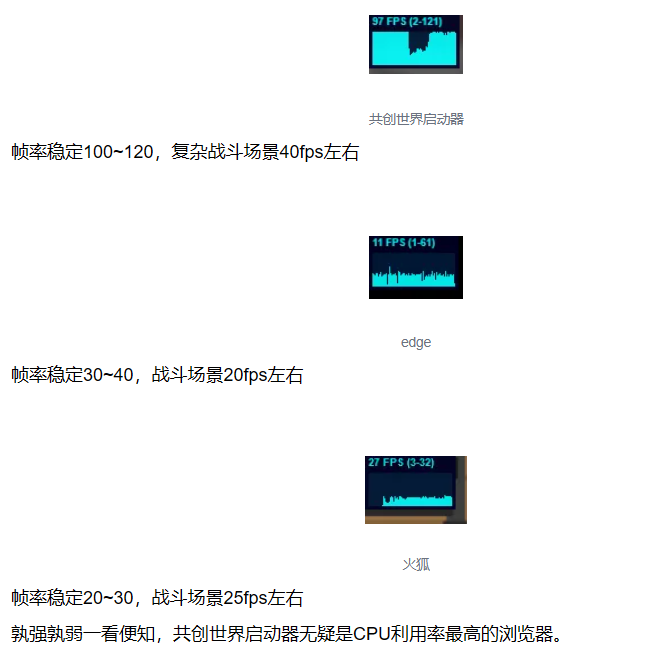 97 FPS (2-121)
共创世界启动器
帧率稳定100~120，复杂战斗场景40fps左右
11 FPS (1-61)
edge
帧率稳定30~40，战斗场景20fps左右
27 FPS (3-32)
火狐
帧率稳定20~30，战斗场景25fps左右
孰强孰弱一看便知，共创世界启动器无疑是CPU利用率最高的浏览器。